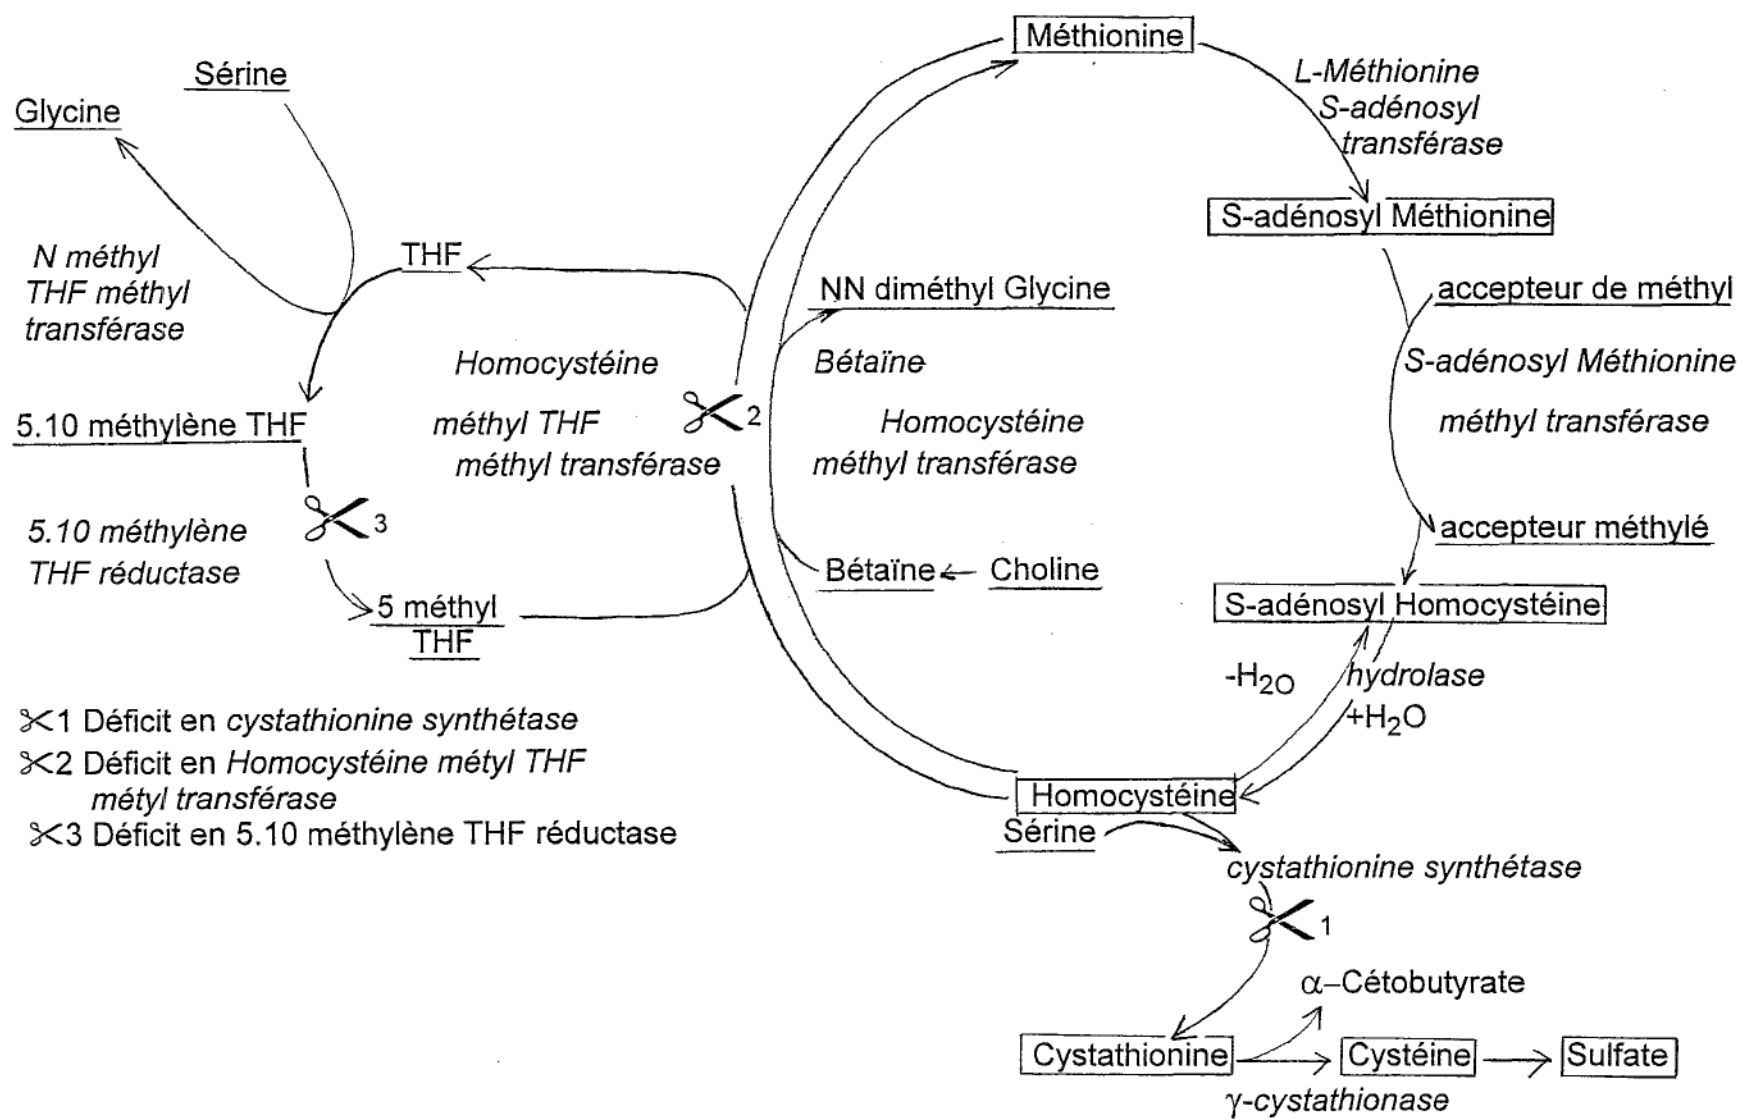 Méthionine
L-Méthionine
S-adénosyl
transférase
Sérine
Glycine
S-adénosyl Méthionine
N méthyl
THF méthyl
transférase
THF
NN diméthyl Glycine
accepteur de méthyl
Homocystéine
méthyl THF
méthyl transférase
2
Bétaïne
Homocystéine
méthyl transférase
S-adénosyl Méthionine
méthyl transférase
5.10 méthylène THF
3
5.10 méthylène
THF réductase
accepteur méthylé
Bétaïne
Choline
5 méthyl
THF
S-adénosyl Homocystéine
-H2O
hydrolase
+H2O
1 Déficit en cystathionine synthétase
2 Déficit en Homocystéine métyl THF
métyl transférase
3 Déficit en 5.10 méthylène THF réductase
Homocystéine
Sérine
cystathionine synthétase
1
α–Cétobutyrate
Cystathionine
Cystéine
Sulfate
γ-cystathionase